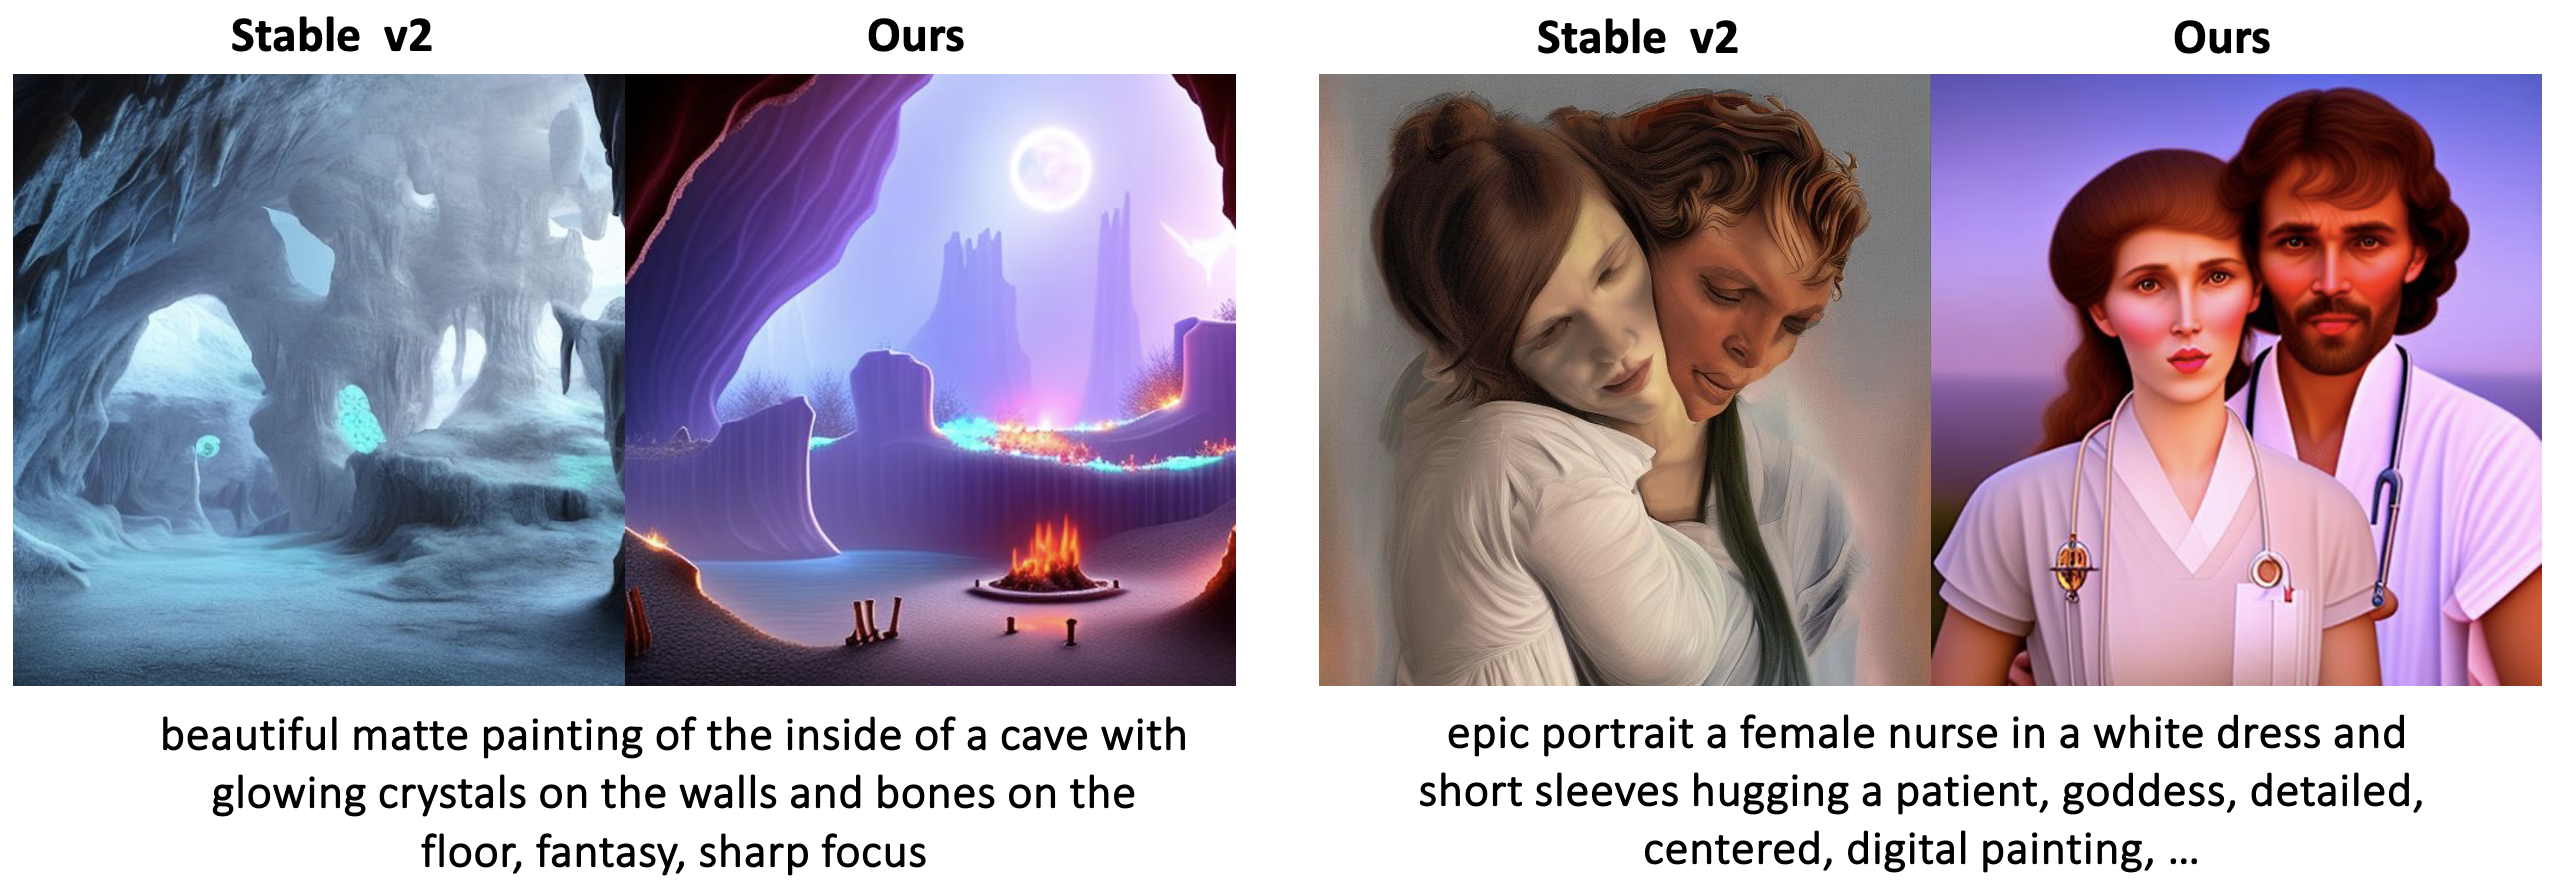 Stable v2
Ours
beautiful matte painting of the inside of a cave with
glowing crystals on the walls and bones on the
floor, fantasy, sharp focus
Stable v2
Ours
epic portrait a female nurse in a white dress and
short sleeves hugging a patient, goddess, detailed,
centered, digital painting, ...